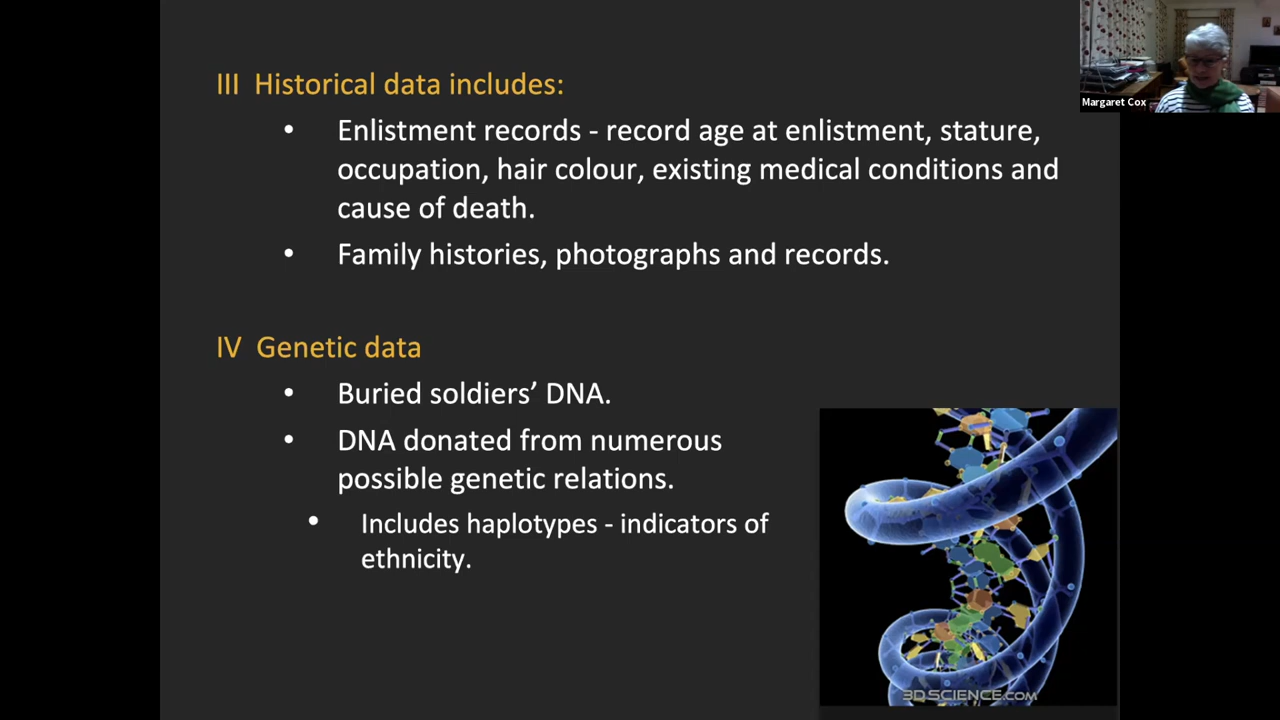 III Historical data includes:
• Enlistment records - record age at enlistment, stature,
occupation, hair colour, existing medical conditions and
cause of death.
• Family histories, photographs and records.
IV Genetic data
• Buried soldiers’ DNA.
• DNA donated from numerous
possible genetic relations.
• Includes haplotypes - indicators of
ethnicity.
Margaret Cox
3DSCIENCE.COM